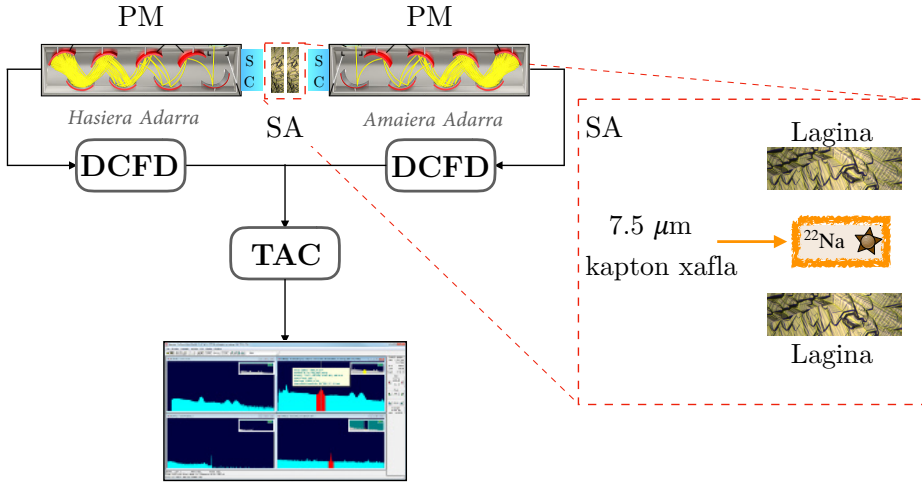 PM
PM
S
C
S
C
Hasiera Adarra
SA
Amaiera Adarra
DCFD
DCFD
TAC
SA
Lagina
7.5 μm
kapton xafla
²²Na
Lagina